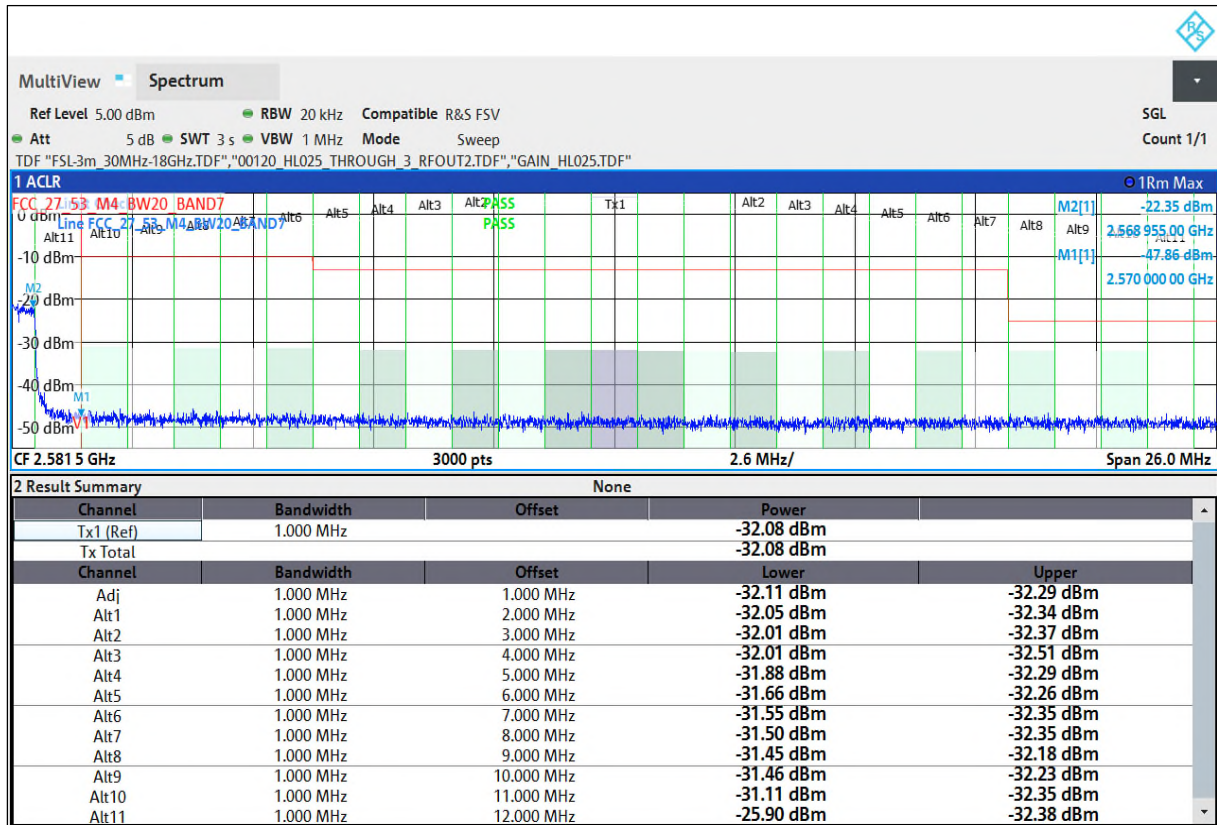 R&S
MultiView Spectrum
Ref Level 5.00 dBm RBW 20 kHz Compatible R&S FSV SGL
Att 5 dB SWT 3 s VBW 1 MHz Mode Sweep Count 1/1
TDF "FSL-3m_30MHz-18GHz.TDF","00120_HL025_THROUGH_3_RFOUT2.TDF","GAIN_HL025.TDF"
1 ACLR 1Rm Max
FCC_27_53_M4_BW20_BAND7 PASS
Line FCC_27_53_M4_BW20_BAND7 PASS
Alt11 Alt10 Alt9 Alt8 Alt7 Alt6 Alt5 Alt4 Alt3 Alt2 Tx1 Alt2 Alt3 Alt4 Alt5 Alt6 Alt7 Alt8 Alt9 Alt11
M2[1] -22.35 dBm
2.568 955 00 GHz
M1[1] -47.86 dBm
2.570 000 00 GHz
0 dBm
-10 dBm
M2
-20 dBm
-30 dBm
-40 dBm
M1
-50 dBm V1
CF 2.581 5 GHz 3000 pts 2.6 MHz/ Span 26.0 MHz
2 Result Summary None
Channel Bandwidth Offset Power
Tx1 (Ref) 1.000 MHz -32.08 dBm
Tx Total -32.08 dBm
Channel Bandwidth Offset Lower Upper
Adj 1.000 MHz 1.000 MHz -32.11 dBm -32.29 dBm
Alt1 1.000 MHz 2.000 MHz -32.05 dBm -32.34 dBm
Alt2 1.000 MHz 3.000 MHz -32.01 dBm -32.37 dBm
Alt3 1.000 MHz 4.000 MHz -32.01 dBm -32.51 dBm
Alt4 1.000 MHz 5.000 MHz -31.88 dBm -32.29 dBm
Alt5 1.000 MHz 6.000 MHz -31.66 dBm -32.26 dBm
Alt6 1.000 MHz 7.000 MHz -31.55 dBm -32.35 dBm
Alt7 1.000 MHz 8.000 MHz -31.50 dBm -32.35 dBm
Alt8 1.000 MHz 9.000 MHz -31.45 dBm -32.18 dBm
Alt9 1.000 MHz 10.000 MHz -31.46 dBm -32.23 dBm
Alt10 1.000 MHz 11.000 MHz -31.11 dBm -32.35 dBm
Alt11 1.000 MHz 12.000 MHz -25.90 dBm -32.38 dBm